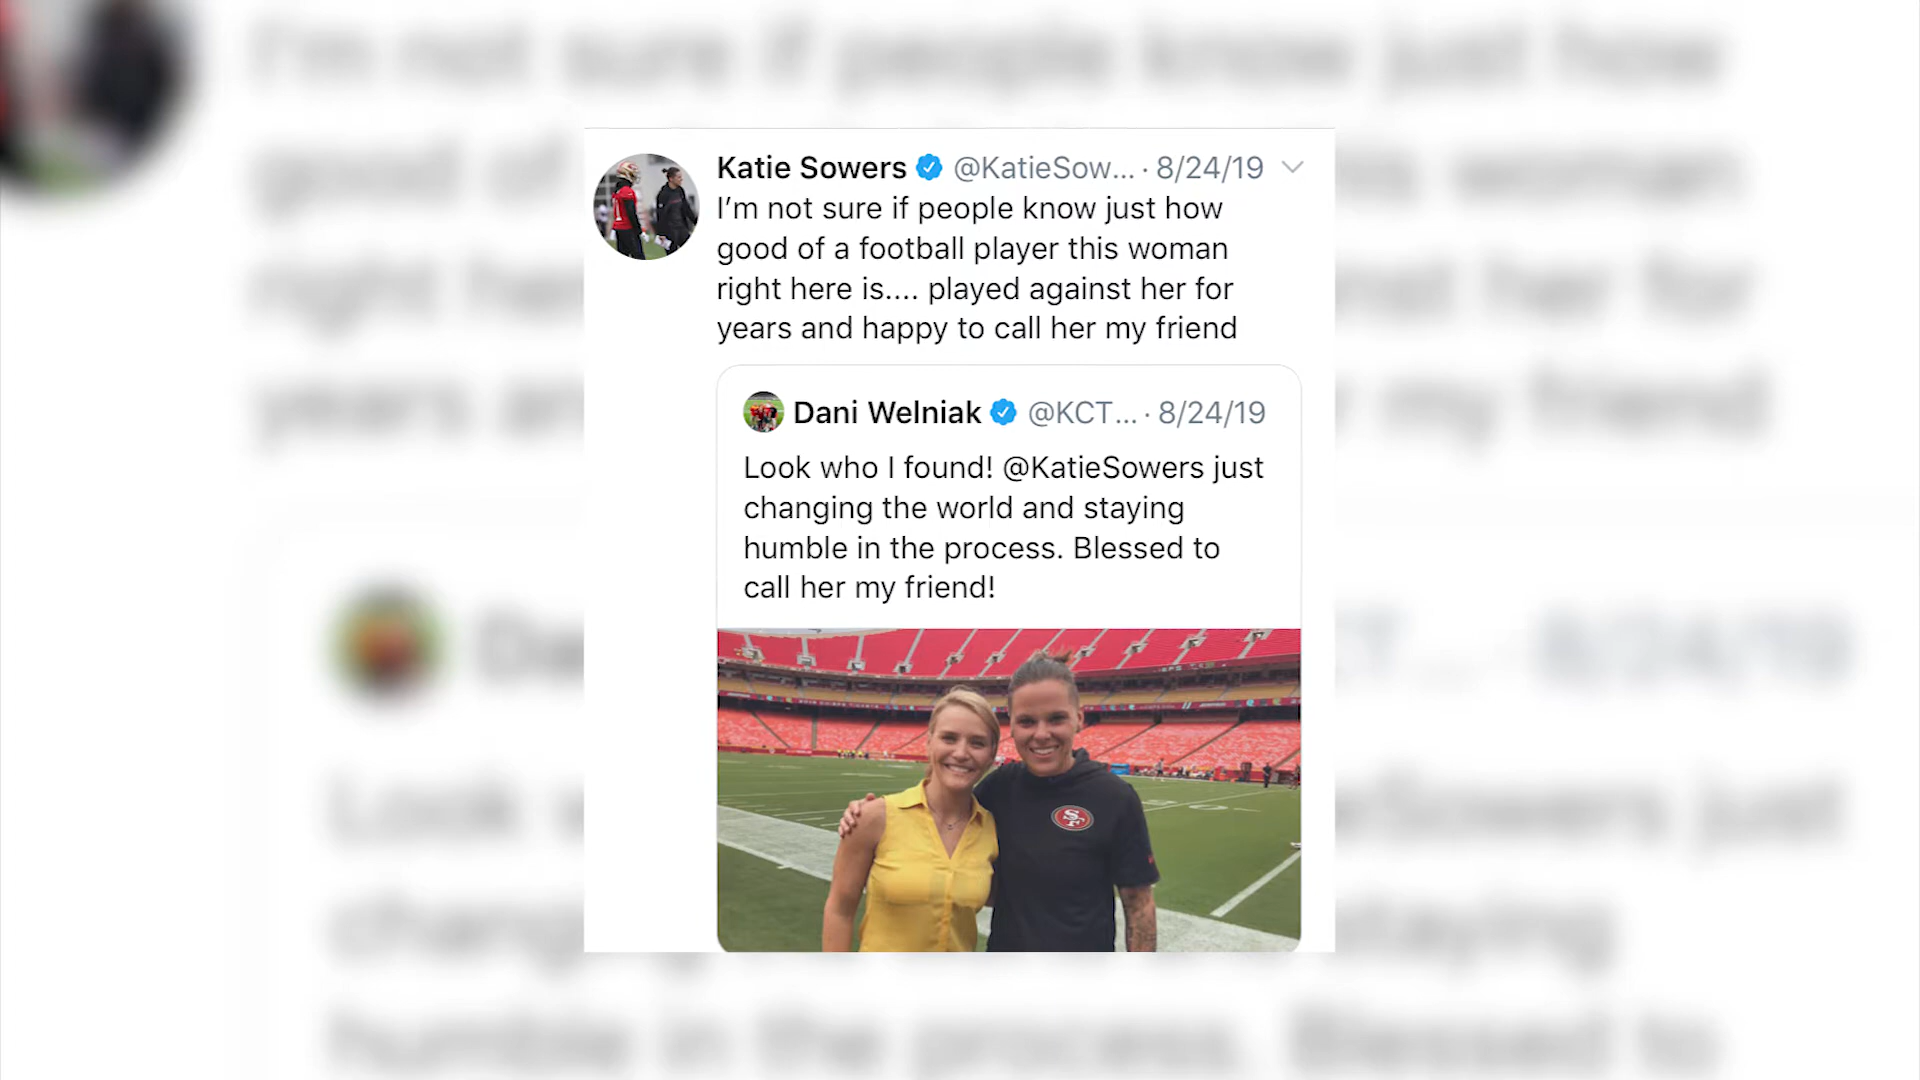 Katie Sowers @KatieSow... · 8/24/19
I’m not sure if people know just how
good of a football player this woman
right here is.... played against her for
years and happy to call her my friend
Dani Welniak @KCT... · 8/24/19
Look who I found! @KatieSowers just
changing the world and staying
humble in the process. Blessed to
call her my friend!
SF